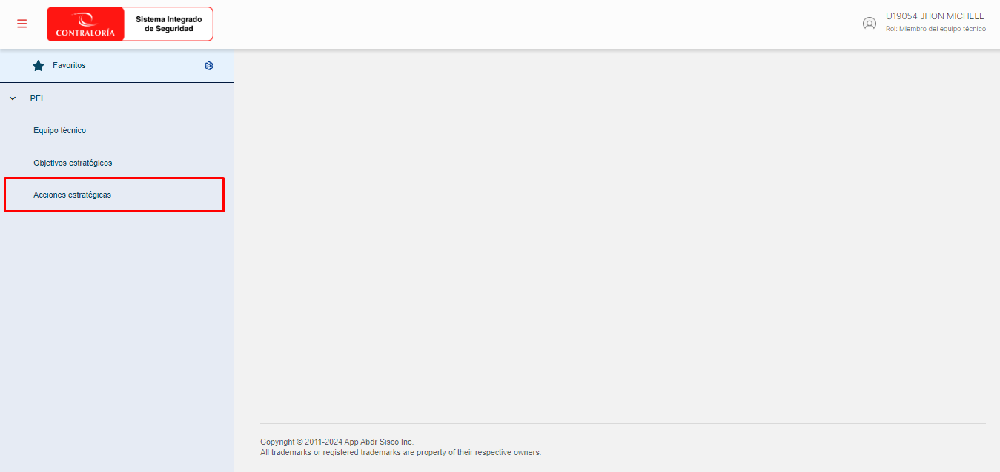 CONTRALORÍA
Sistema Integrado
de Seguridad
U19054 JHON MICHELL
Rol: Miembro del equipo técnico
Favoritos
PEI
Equipo técnico
Objetivos estratégicos
Acciones estratégicas
Copyright © 2011-2024 App Abdr Sisco Inc.
All trademarks or registered trademarks are property of their respective owners.